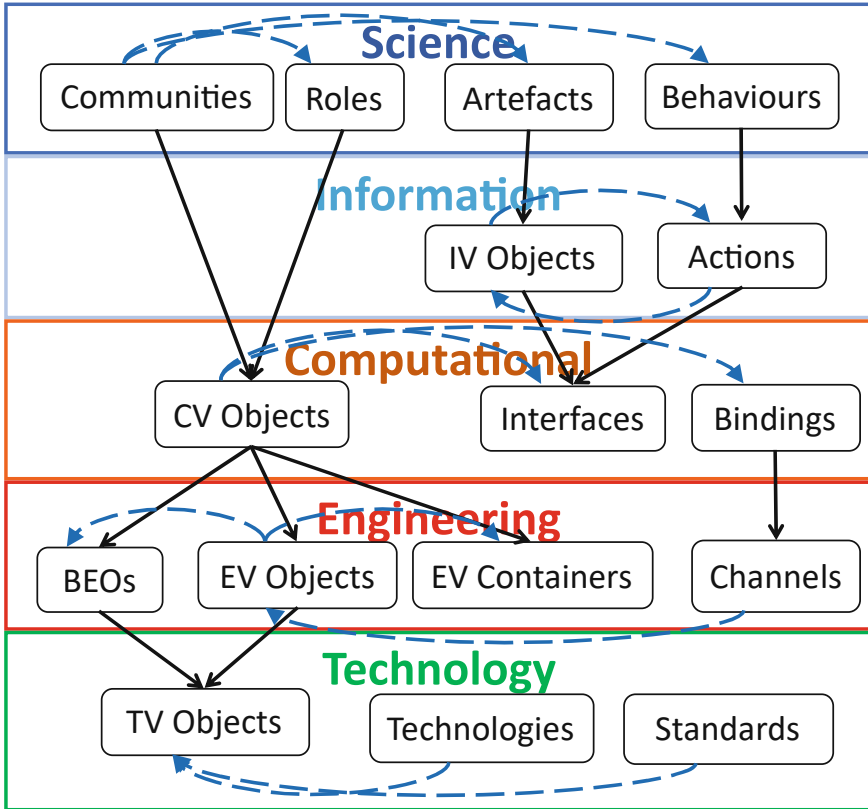 Science
Communities
Roles
Artefacts
Behaviours
Information
IV Objects
Actions
Computational
CV Objects
Interfaces
Bindings
Engineering
BEOs
EV Objects
EV Containers
Channels
Technology
TV Objects
Technologies
Standards